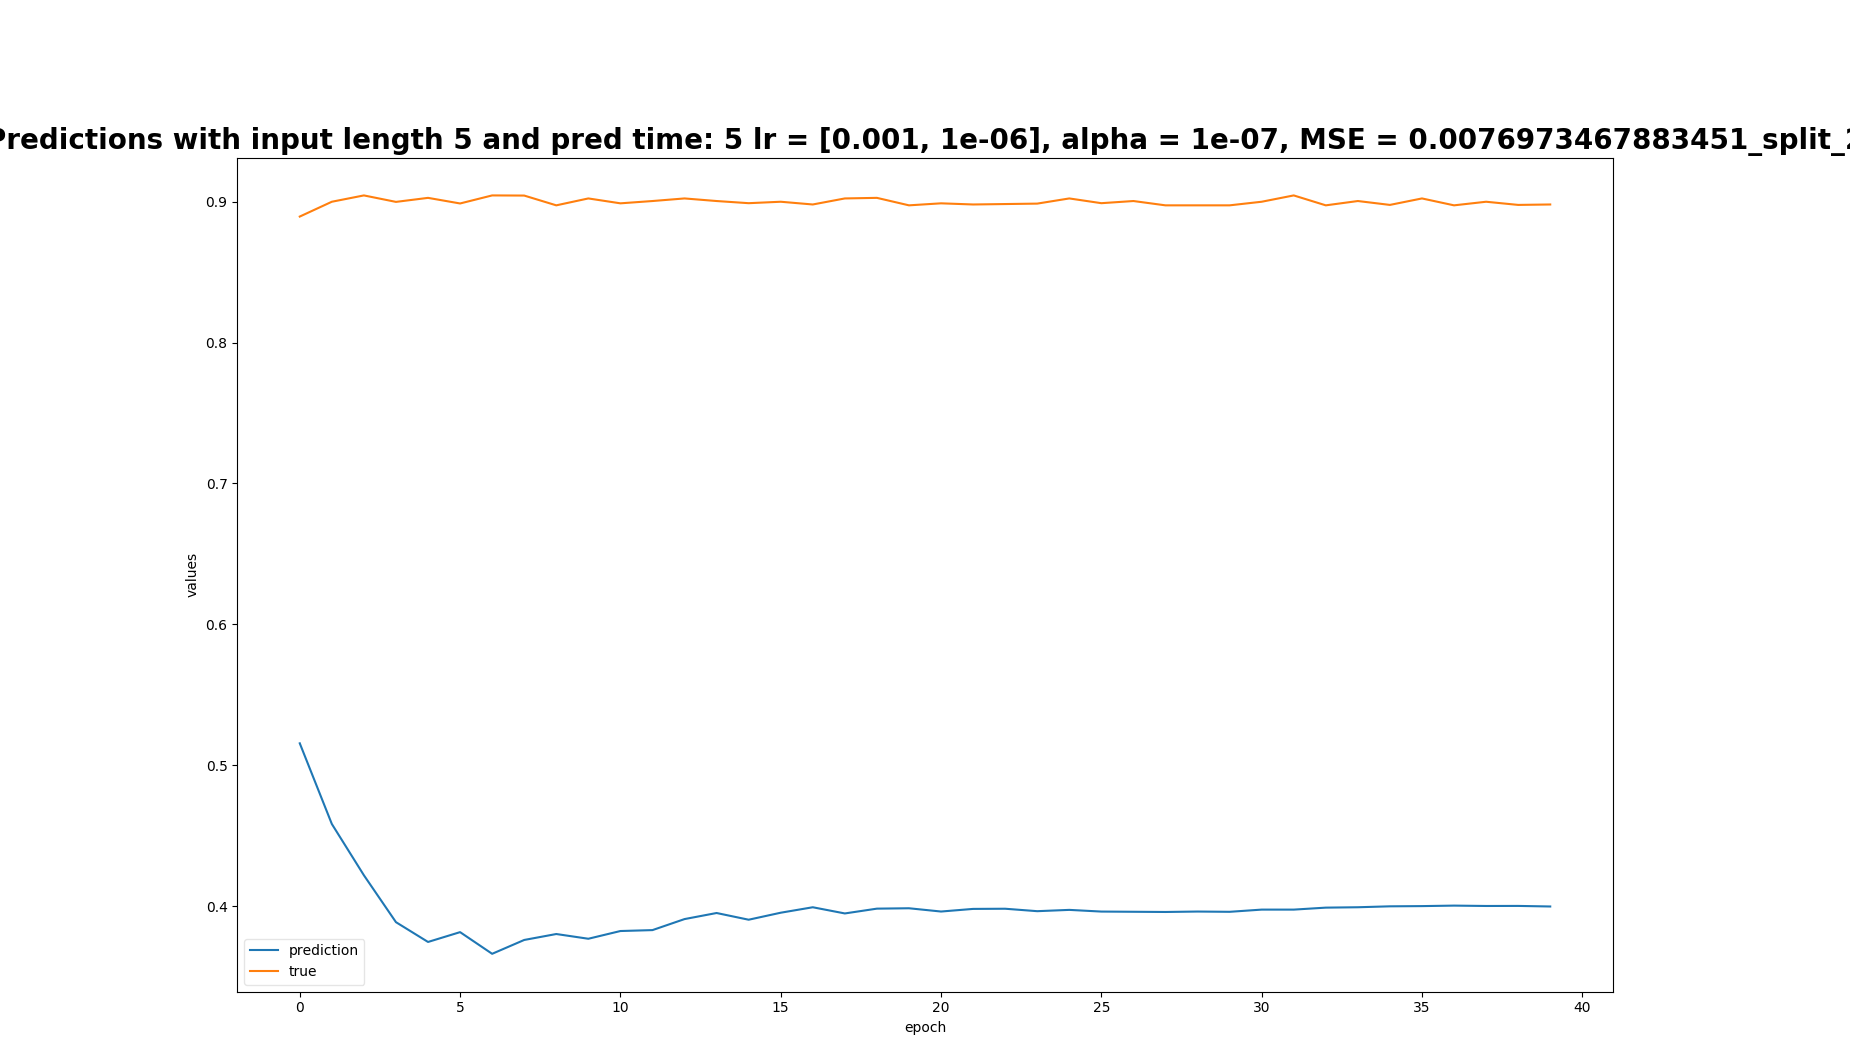 Predictions with input length 5 and pred time: 5 lr = [0.001, 1e-06], alpha = 1e-07, MSE = 0.0076973467883451_split_2
0.9
0.8
0.7
0.6
0.5
0.4
values
prediction
true
0 5 10 15 20 25 30 35 40
epoch